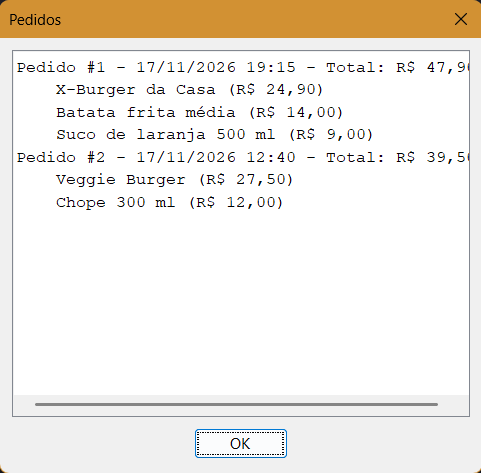 Pedidos
Pedido #1 - 17/11/2026 19:15 - Total: R$ 47,90
X-Burger da Casa (R$ 24,90)
Batata frita média (R$ 14,00)
Suco de laranja 500 ml (R$ 9,00)
Pedido #2 - 17/11/2026 12:40 - Total: R$ 39,50
Veggie Burger (R$ 27,50)
Chope 300 ml (R$ 12,00)
OK